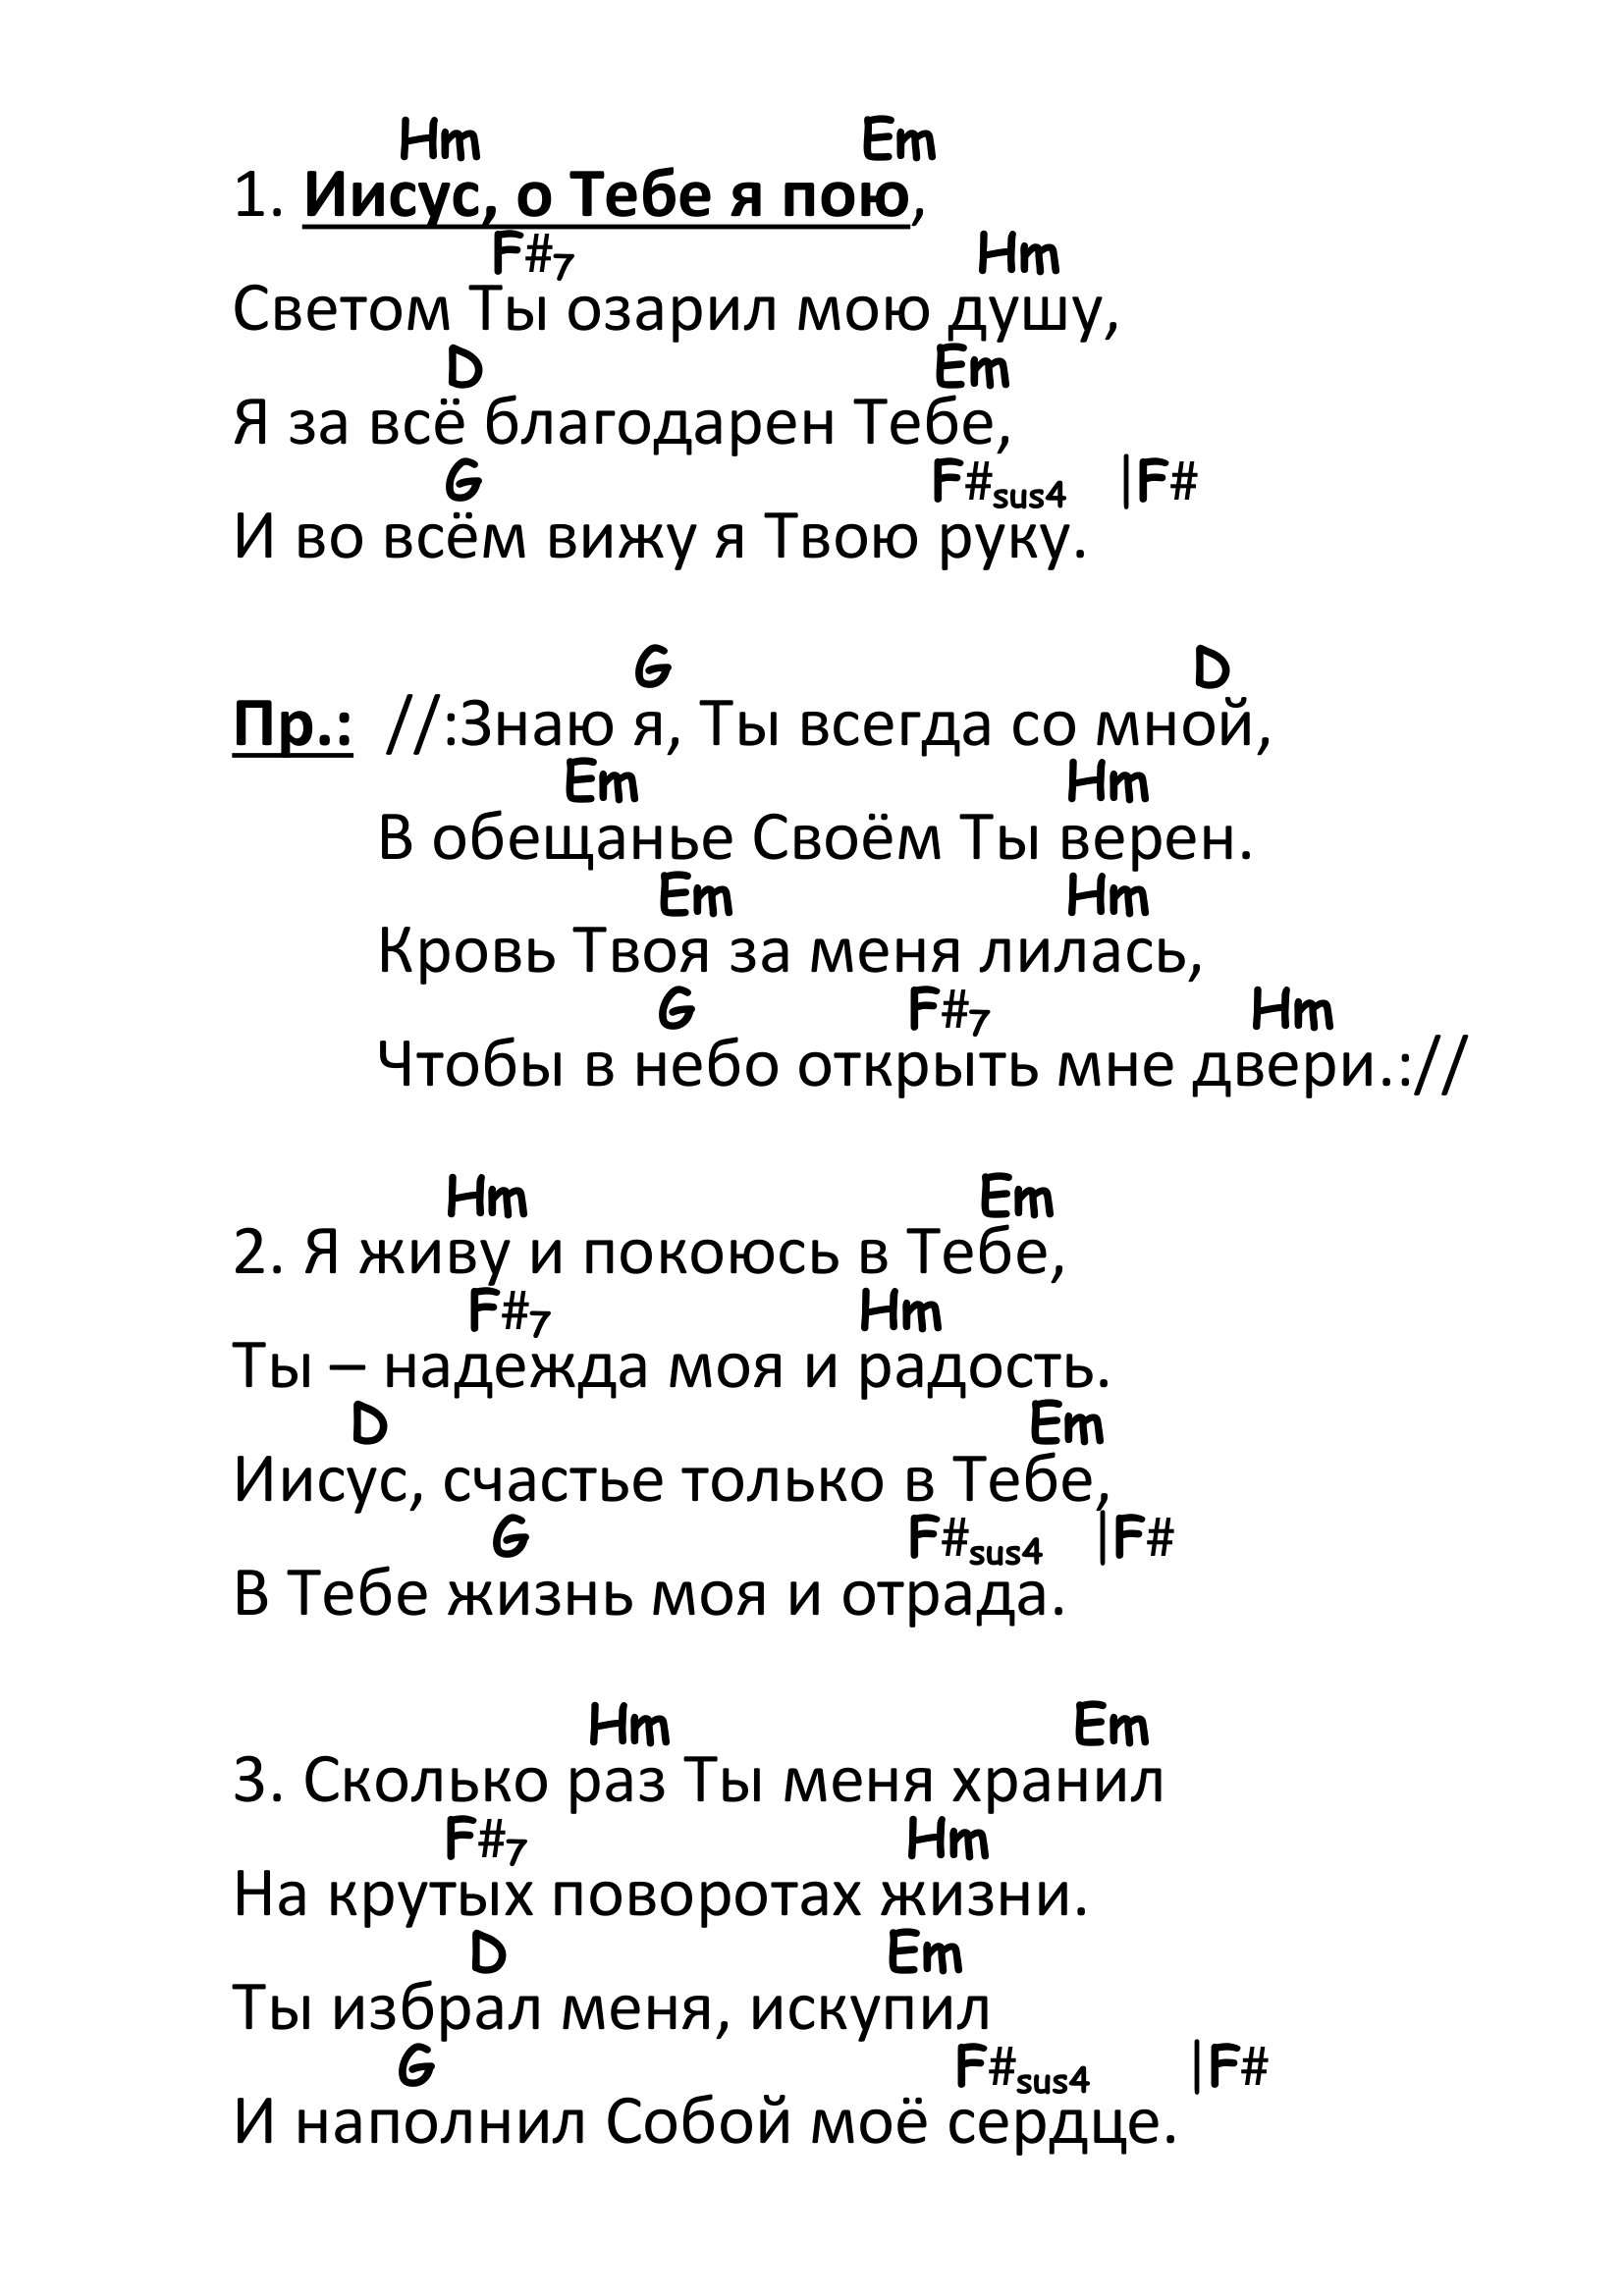 Hm Em
1. Иисус, о Тебе я пою,
F#7 Hm
Светом Ты озарил мою душу,
D Em
Я за всё благодарен Тебе,
G F#sus4 |F#
И во всём вижу я Твою руку.
G D
Пр.: //:Знаю я, Ты всегда со мной,
Em Hm
В обещанье Своём Ты верен.
Em Hm
Кровь Твоя за меня лилась,
G F#7 Hm
Чтобы в небо открыть мне двери.://
Hm Em
2. Я живу и покоюсь в Тебе,
F#7 Hm
Ты – надежда моя и радость.
D Em
Иисус, счастье только в Тебе,
G F#sus4 |F#
В Тебе жизнь моя и отрада.
Hm Em
3. Сколько раз Ты меня хранил
F#7 Hm
На крутых поворотах жизни.
D Em
Ты избрал меня, искупил
G F#sus4 |F#
И наполнил Собой моё сердце.